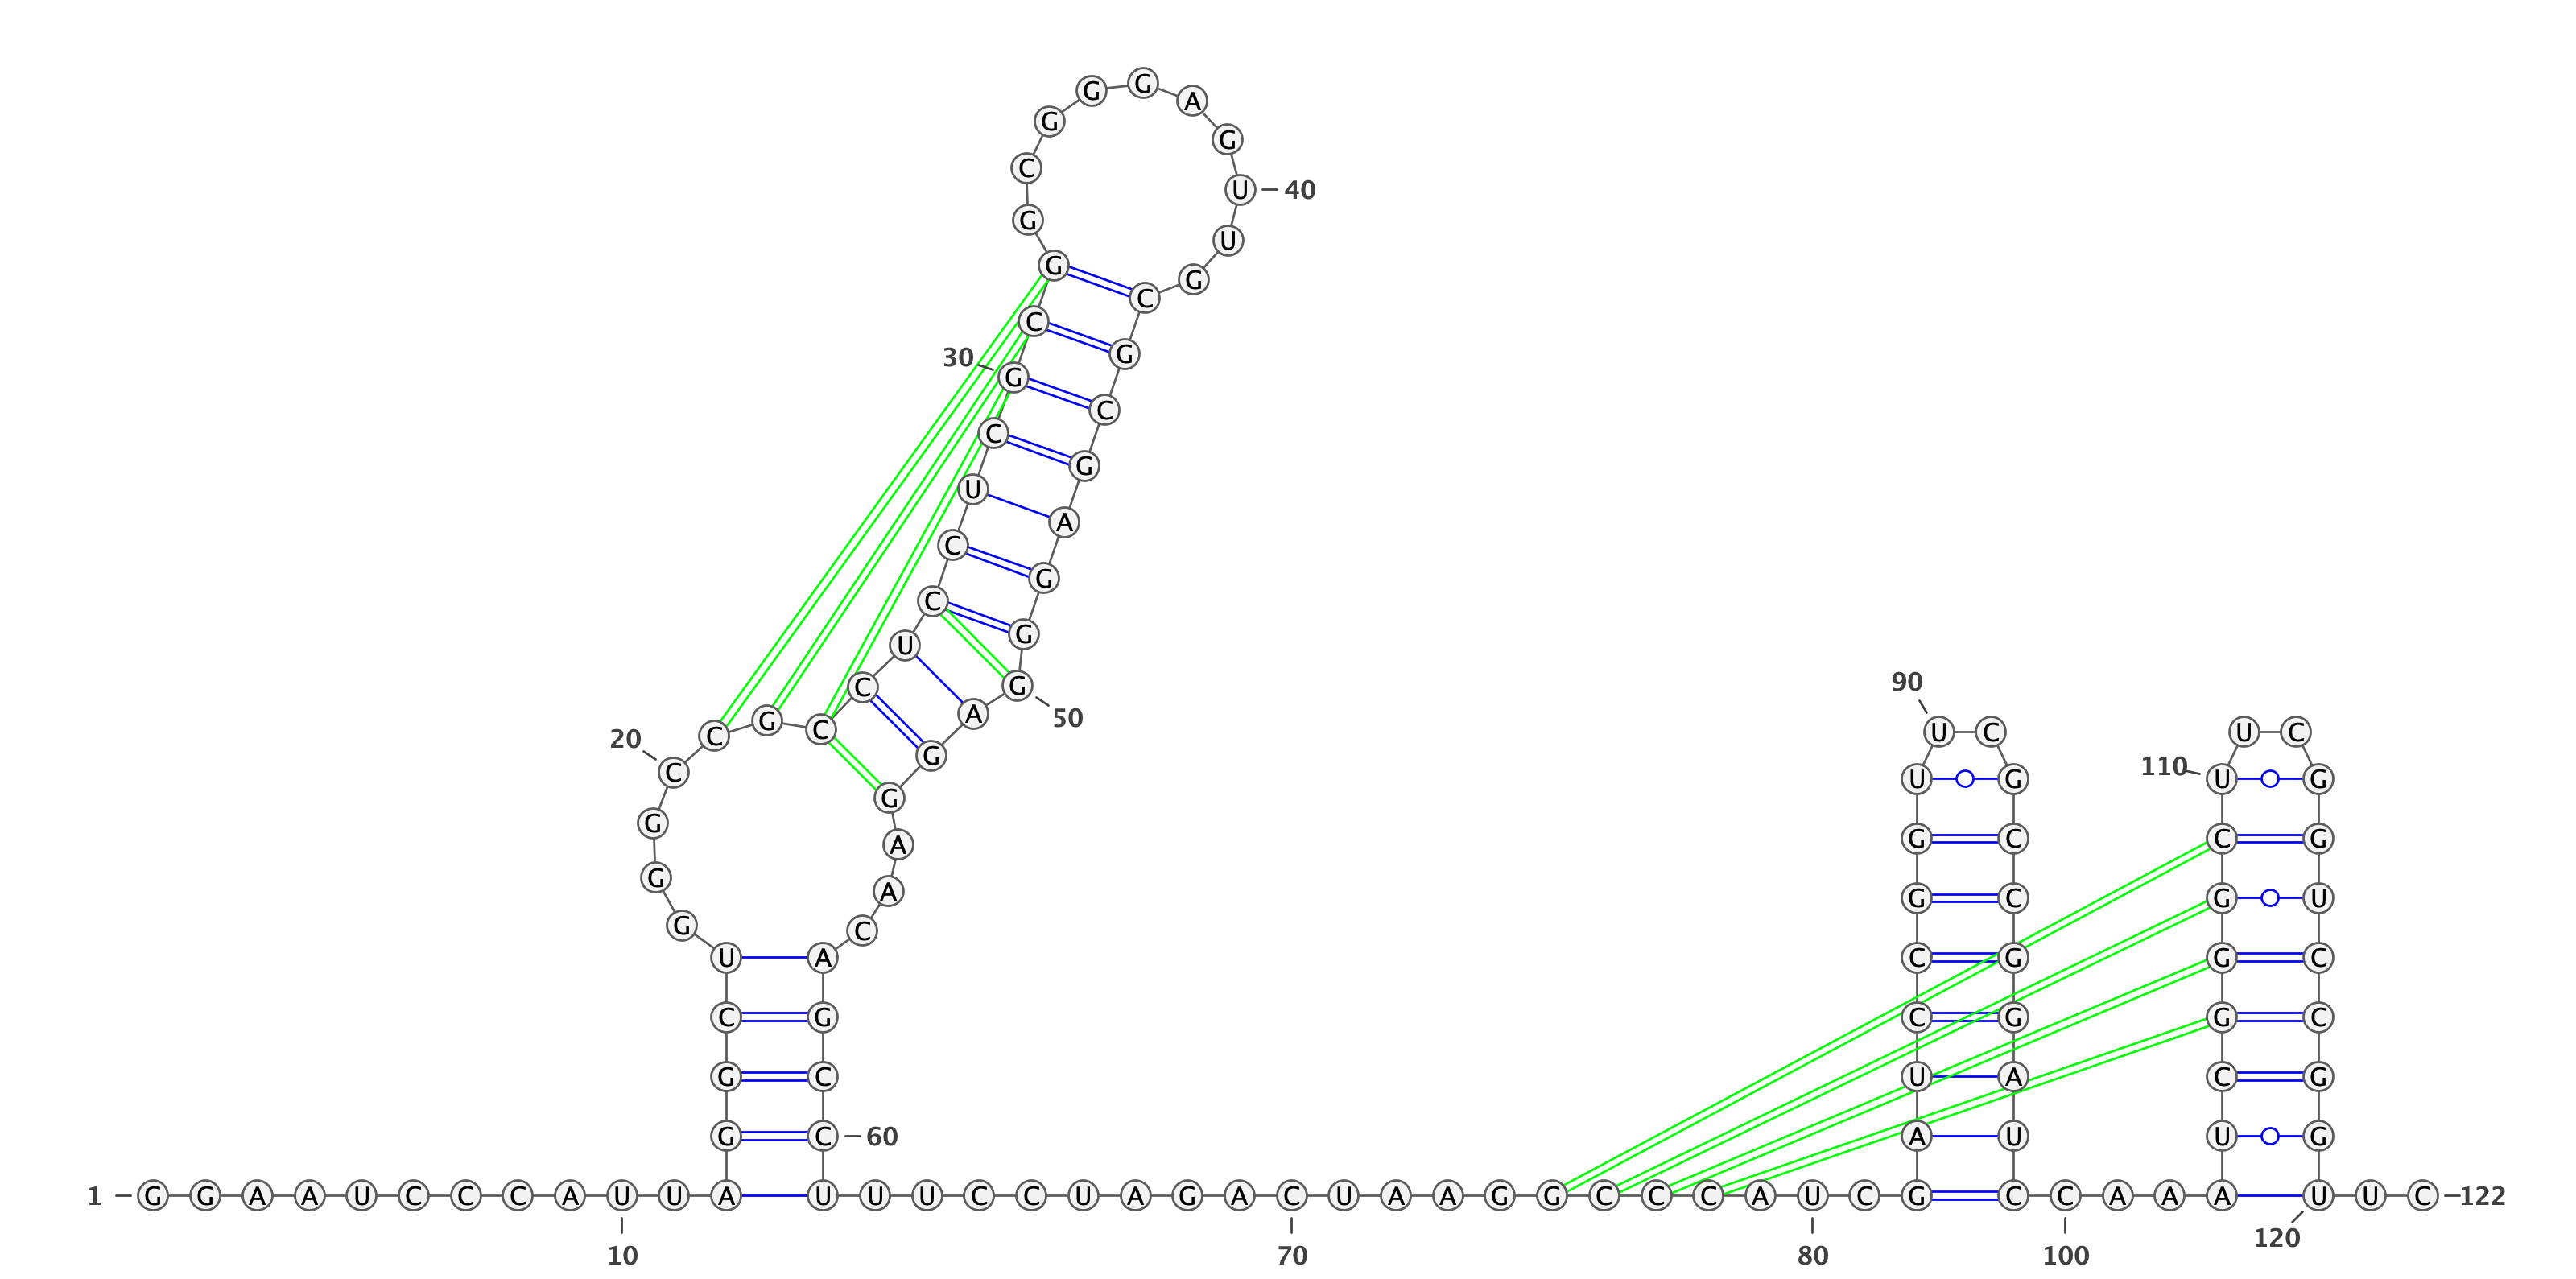 1
G G A A U C C C A U U A
10
G G C U
G G G C C G C
20
C U C C U C G C G
30
G C G G G A G U U G
40
C G C G A G G G A G G
50
A A C
A G C C U
60
U U C C U A G A C U A A G G C C C A U C
70
80
G A U C C G G U
U C
90
G C C G G A U C
C A A
100
A U C G G G C U
110
U C
G G U C C G G U
120
U C
122